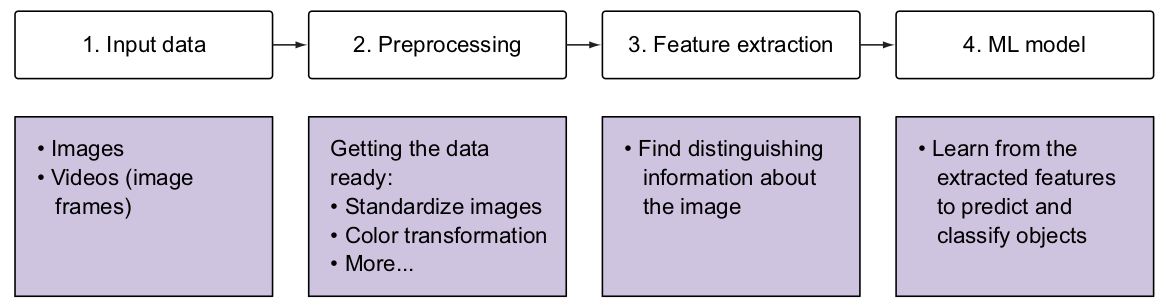 1. Input data
2. Preprocessing
3. Feature extraction
4. ML model
• Images
• Videos (image
frames)
Getting the data
ready:
• Standardize images
• Color transformation
• More...
• Find distinguishing
information about
the image
• Learn from the
extracted features
to predict and
classify objects